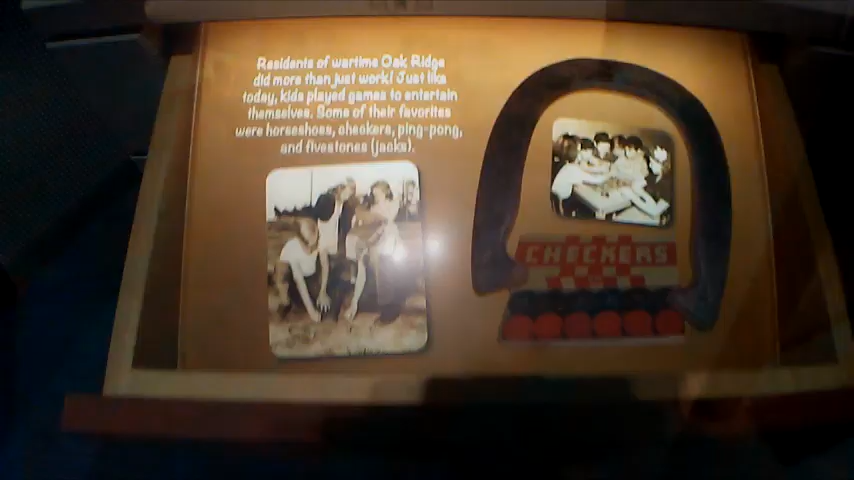 Residents of wartime Oak Ridge
did more than just work! Just like
today, kids played games to entertain
themselves. Some of their favorites
were horseshoes, checkers, ping-pong,
and fivestones (jacks).
CHECKERS